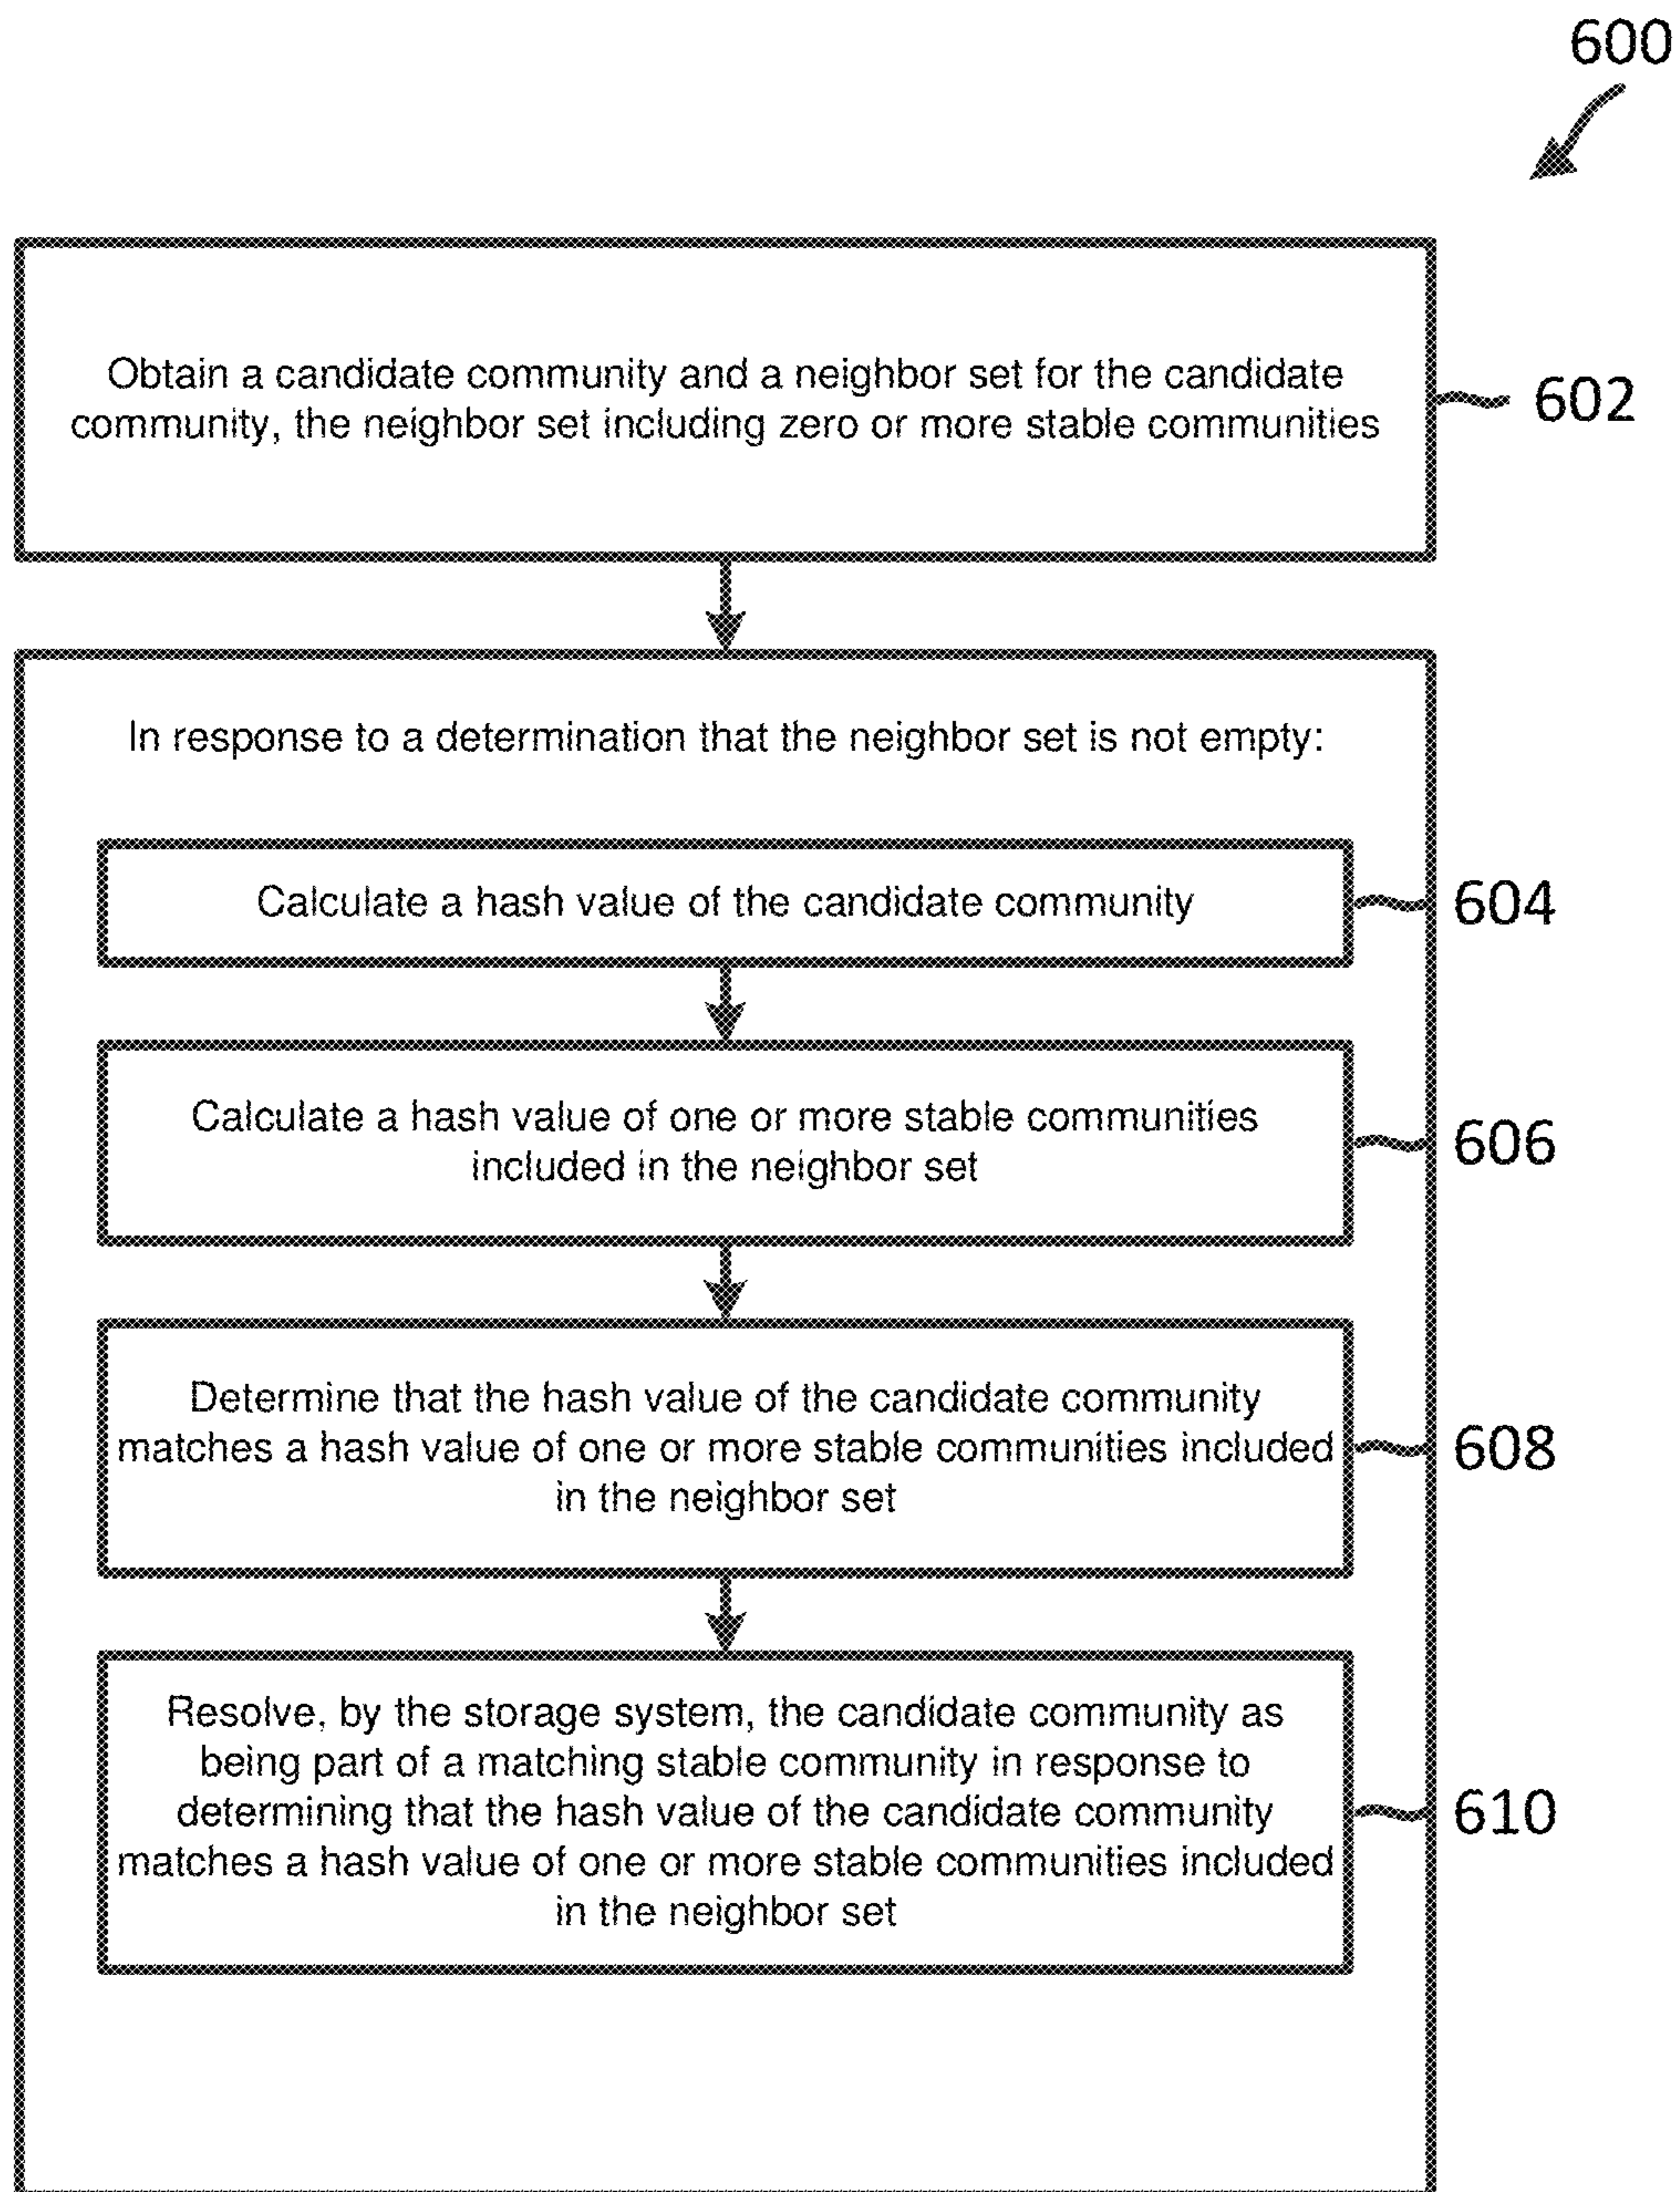 600
Obtain a candidate community and a neighbor set for the candidate
community, the neighbor set including zero or more stable communities
602
In response to a determination that the neighbor set is not empty:
Calculate a hash value of the candidate community
604
Calculate a hash value of one or more stable communities
included in the neighbor set
606
Determine that the hash value of the candidate community
matches a hash value of one or more stable communities included
in the neighbor set
608
Resolve, by the storage system, the candidate community as
being part of a matching stable community in response to
determining that the hash value of the candidate community
matches a hash value of one or more stable communities included
in the neighbor set
610